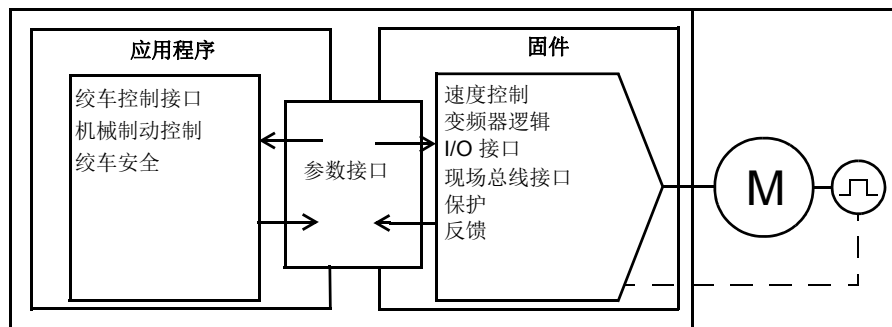 应用程序
绞车控制接口
机械制动控制
绞车安全
参数接口
固件
速度控制
变频器逻辑
I/O 接口
现场总线接口
保护
反馈
M